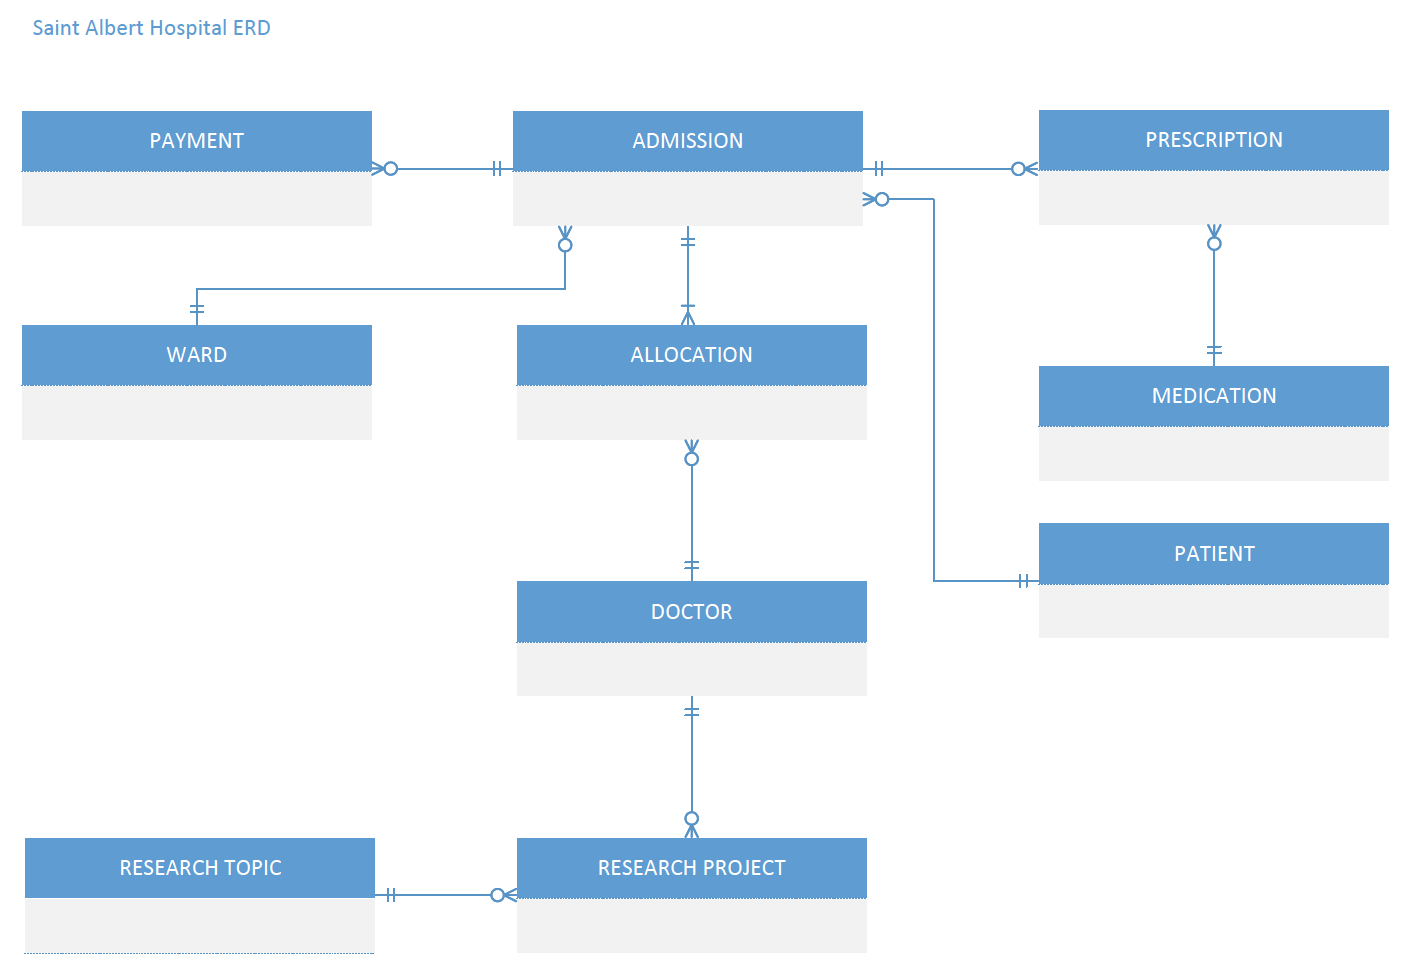 Saint Albert Hospital ERD
PAYMENT
ADMISSION
PRESCRIPTION
WARD
ALLOCATION
MEDICATION
PATIENT
DOCTOR
RESEARCH TOPIC
RESEARCH PROJECT